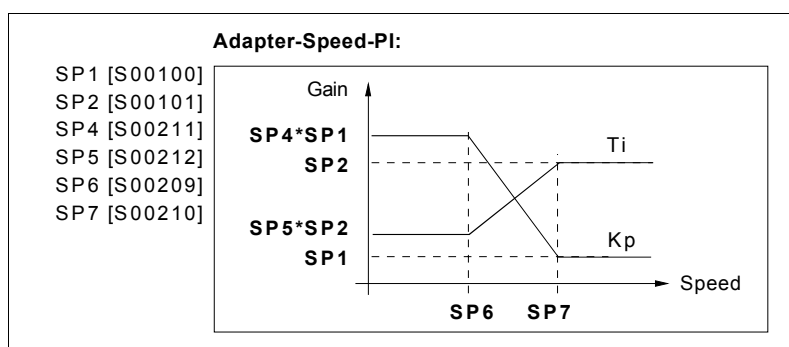 Adapter-Speed-PI:
SP1 [S00100]
SP2 [S00101]
SP4 [S00211]
SP5 [S00212]
SP6 [S00209]
SP7 [S00210]
Gain
SP4*SP1
SP2
SP5*SP2
SP1
Ti
Kp
Speed
SP6 SP7